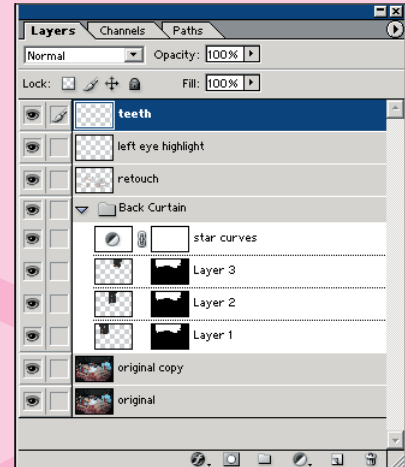 Layers Channels Paths
Normal Opacity: 100%
Lock: Fill: 100%
teeth
left eye highlight
retouch
Back Curtain
star curves
Layer 3
Layer 2
Layer 1
original copy
original